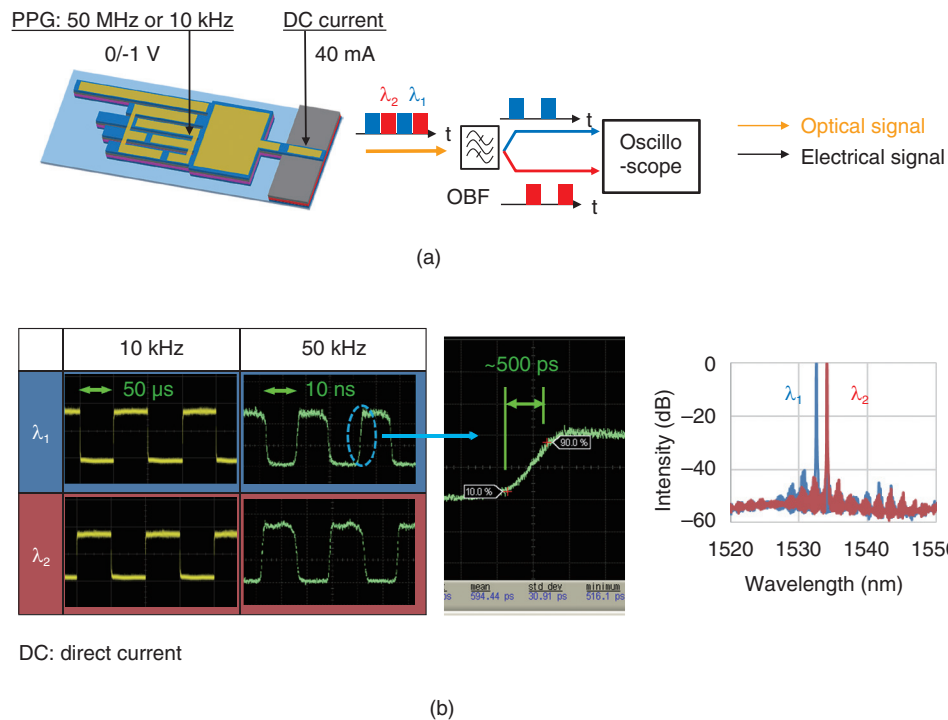 PPG: 50 MHz or 10 kHz
DC current
0/-1 V
40 mA
λ2 λ1
t
t
OBF
t
Oscillo
-scope
Optical signal
Electrical signal
(a)
10 kHz
50 kHz
λ1
50 µs
10 ns
λ2
~500 ps
90.0 %
10.0 %
mean std dev minimum
594.44 ps 30.91 ps 516.1 ps
Intensity (dB)
0
–20
–40
–60
λ1
λ2
1520 1530 1540
Wavelength (nm)
DC: direct current
(b)